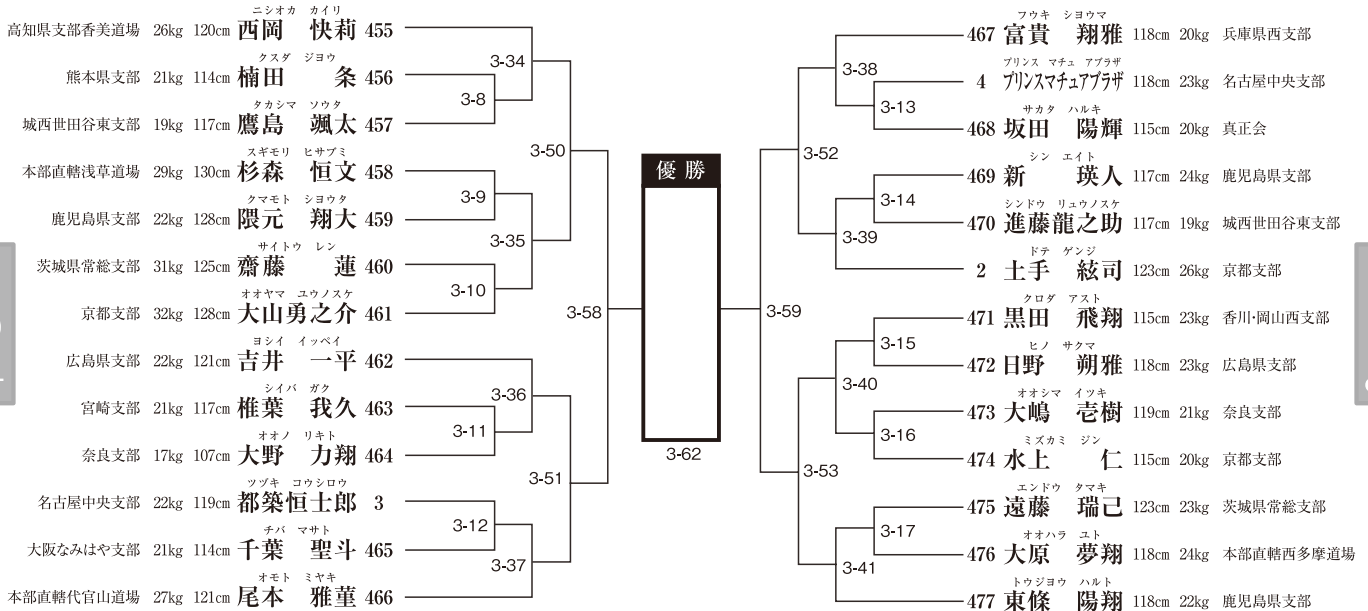 ニシオカ カイリ
高知県支部香美道場 26kg 120cm 西岡 快莉 455
クスダ ジョウ
熊本県支部 21kg 114cm 楠田 条 456
タカシマ ソウタ
城西世田谷東支部 19kg 117cm 鷹島 颯太 457
スギモリ ヒサブミ
本部直轄浅草道場 29kg 130cm 杉森 恒文 458
クマモト ショウタ
鹿児島県支部 22kg 128cm 隈元 翔大 459
サイトウ レン
茨城県常総支部 31kg 125cm 齋藤 蓮 460
オオヤマ ユウノスケ
京都支部 32kg 128cm 大山勇之介 461
ヨシイ イッペイ
広島県支部 22kg 121cm 吉井 一平 462
シイバ ガク
宮崎支部 21kg 117cm 椎葉 我久 463
オオノ リキト
奈良支部 17kg 107cm 大野 力翔 464
ツヅキ コウシロウ
名古屋中央支部 22kg 119cm 都築恒士郎 3
チバ マサト
大阪なみはや支部 21kg 114cm 千葉 聖斗 465
オモト ミヤキ
本部直轄代官山道場 27kg 121cm 尾本 雅菫 466
3-34
3-8
3-50
3-9
3-35
3-10
3-58
3-36
3-11
3-51
3-12
3-37
優勝
3-62
3-38
3-13
3-52
3-14
3-39
3-59
3-15
3-40
3-16
3-53
3-17
3-41
フウキ ショウマ
467 富貴 翔雅 118cm 20kg 兵庫県西支部
プリンス マチュ アブラザ
4 プリンスマチュアブラザ 118cm 23kg 名古屋中央支部
サカタ ハルキ
468 坂田 陽輝 115cm 20kg 真正会
シン エイト
469 新 瑛人 117cm 24kg 鹿児島県支部
シンドウ リュウノスケ
470 進藤龍之助 117cm 19kg 城西世田谷東支部
ドテ ゲンジ
2 土手 絃司 123cm 26kg 京都支部
クロダ アスト
471 黒田 飛翔 115cm 23kg 香川・岡山西支部
ヒノ サクマ
472 日野 朔雅 118cm 23kg 広島県支部
オオシマ イツキ
473 大嶋 壱樹 119cm 21kg 奈良支部
ミズカミ ジン
474 水上 仁 115cm 20kg 京都支部
エンドウ タマキ
475 遠藤 瑞己 123cm 23kg 茨城県常総支部
オオハラ ユト
476 大原 夢翔 118cm 24kg 本部直轄西多摩道場
トウジョウ ハルト
477 東條 陽翔 118cm 22kg 鹿児島県支部